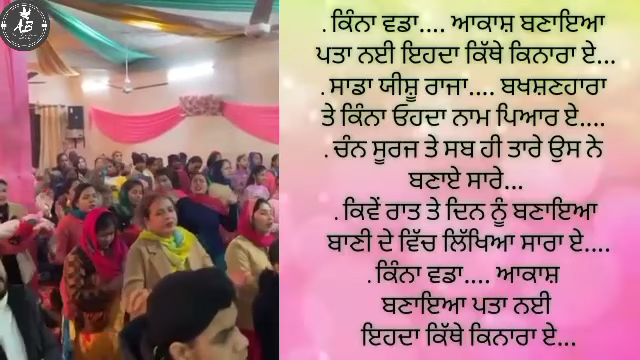 . ਕਿੰਨਾ ਵਡਾ.... ਆਕਾਸ਼ ਬਣਾਇਆ
ਪਤਾ ਨਈ ਇਹਦਾ ਕਿੱਥੇ ਕਿਨਾਰਾ ਏ...
. ਸਾਡਾ ਯੀਸ਼ੂ ਰਾਜਾ.... ਬਖਸ਼ਣਹਾਰਾ
ਤੇ ਕਿੰਨਾ ਓਹਦਾ ਨਾਮ ਪਿਆਰ ਏ....
. ਚੰਨ ਸੂਰਜ ਤੇ ਸਬ ਹੀ ਤਾਰੇ ਉਸ ਨੇ
ਬਣਾਏ ਸਾਰੇ...
. ਕਿਵੇਂ ਰਾਤ ਤੇ ਦਿਨ ਨੂੰ ਬਣਾਇਆ
ਬਾਣੀ ਦੇ ਵਿੱਚ ਲਿੱਖਿਆ ਸਾਰਾ ਏ....
. ਕਿੰਨਾ ਵਡਾ.... ਆਕਾਸ਼
ਬਣਾਇਆ ਪਤਾ ਨਈ
ਇਹਦਾ ਕਿੱਥੇ ਕਿਨਾਰਾ ਏ...